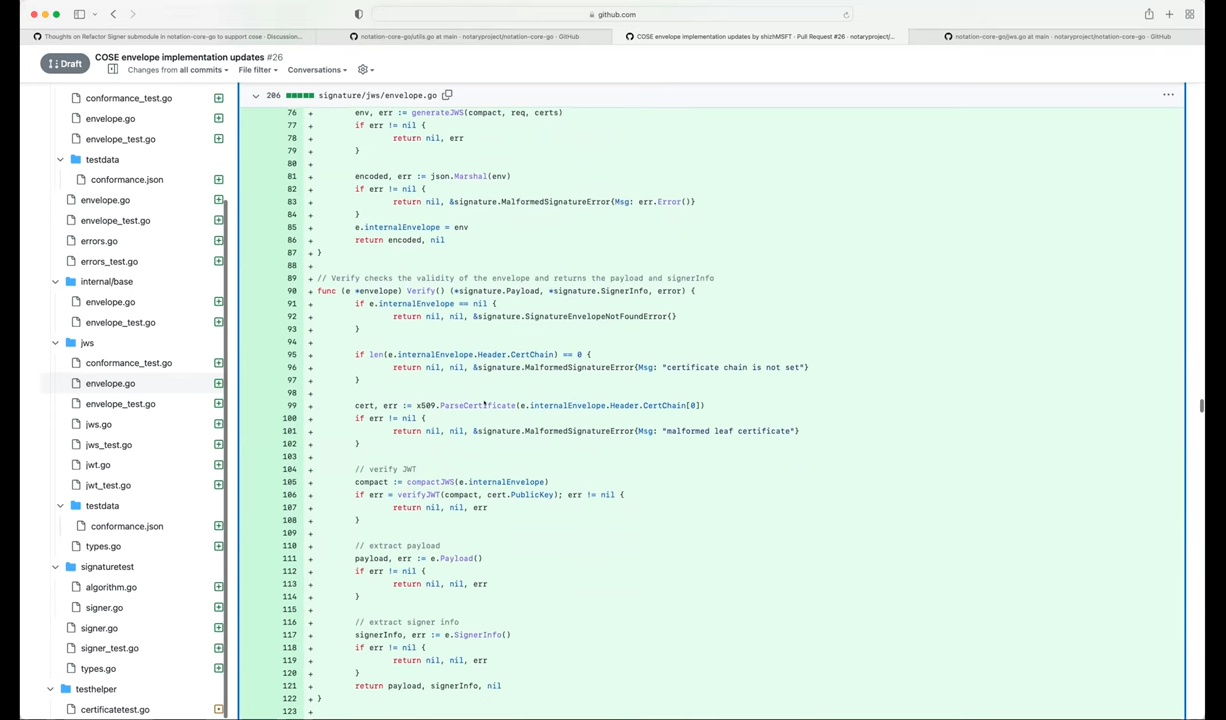 github.com
Thoughts on Refactor Signer submodule in notation-core-go to support cose · Discussion...
notation-core-go/utils.go at main · notaryproject/notation-core-go · GitHub
COSE envelope implementation updates by shizhMSFT · Pull Request #26 · notaryproject/...
notation-core-go/jws.go at main · notaryproject/notation-core-go · GitHub
Draft
COSE envelope implementation updates #26
Changes from all commits
File filter
Conversations
conformance_test.go
envelope.go
envelope_test.go
testdata
conformance.json
envelope.go
envelope_test.go
errors.go
errors_test.go
internal/base
envelope.go
envelope_test.go
jws
conformance_test.go
envelope.go
envelope_test.go
jws.go
jws_test.go
jwt.go
jwt_test.go
testdata
conformance.json
types.go
signaturetest
algorithm.go
signer.go
signer.go
signer_test.go
types.go
testhelper
certificatetest.go
206 signature/jws/envelope.go
76 + env, err := generateJWS(compact, req, certs)
77 + if err != nil {
78 + return nil, err
79 + }
80 +
81 + encoded, err := json.Marshal(env)
82 + if err != nil {
83 + return nil, &signature.MalformedSignatureError{Msg: err.Error()}
84 + }
85 + e.internalEnvelope = env
86 + return encoded, nil
87 + }
88 +
89 + // Verify checks the validity of the envelope and returns the payload and signerInfo
90 + func (e *envelope) Verify() (*signature.Payload, *signature.SignerInfo, error) {
91 + if e.internalEnvelope == nil {
92 + return nil, nil, &signature.SignatureEnvelopeNotFoundError{}
93 + }
94 +
95 + if len(e.internalEnvelope.Header.CertChain) == 0 {
96 + return nil, nil, &signature.MalformedSignatureError{Msg: "certificate chain is not set"}
97 + }
98 +
99 + cert, err := x509.ParseCertificate(e.internalEnvelope.Header.CertChain[0])
100 + if err != nil {
101 + return nil, nil, &signature.MalformedSignatureError{Msg: "malformed leaf certificate"}
102 + }
103 +
104 + // verify JWT
105 + compact := compactJWS(e.internalEnvelope)
106 + if err = verifyJWT(compact, cert.PublicKey); err != nil {
107 + return nil, nil, err
108 + }
109 +
110 + // extract payload
111 + payload, err := e.Payload()
112 + if err != nil {
113 + return nil, nil, err
114 + }
115 +
116 + // extract signer info
117 + signerInfo, err := e.SignerInfo()
118 + if err != nil {
119 + return nil, nil, err
120 + }
121 + return payload, signerInfo, nil
122 + }
123 +